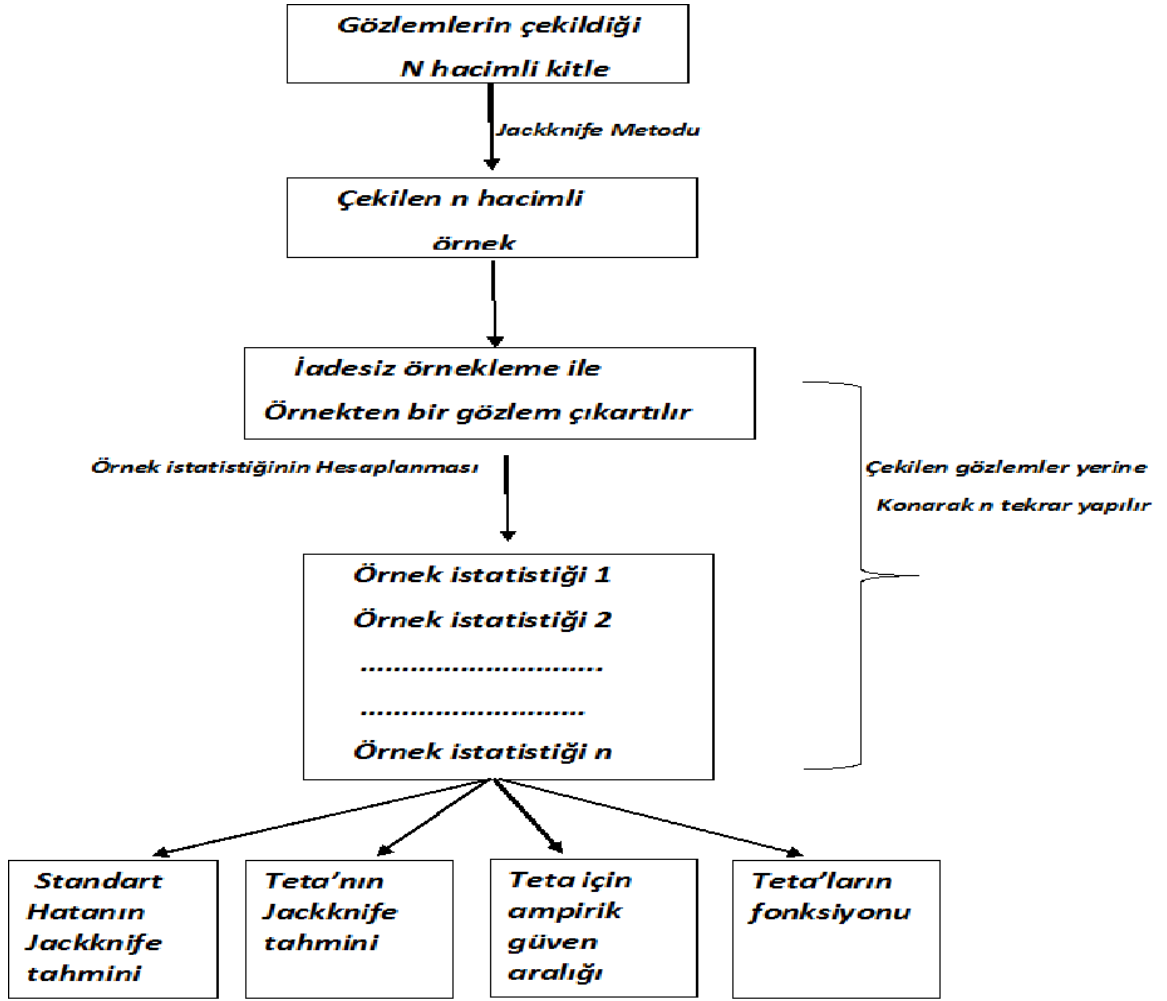 Gözlemlerin çekildiği
N hacimli kitle
Jackknife Metodu
Çekilen n hacimli
örnek
İadesiz örnekleme ile
Örnekten bir gözlem çıkartılır
Örnek istatistiğinin Hesaplanması
Çekilen gözlemler yerine
Konarak n tekrar yapılır
Örnek istatistiği 1
Örnek istatistiği 2
..............................
............................
Örnek istatistiği n
Standart
Hatanın
Jackknife
tahmini
Teta’nın
Jackknife
tahmini
Teta için
ampirik
güven
aralığı
Teta’ların
fonksiyonu